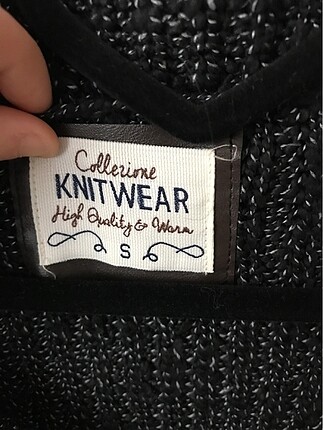 Collezione
KNITWEAR
High Quality & Warm
S